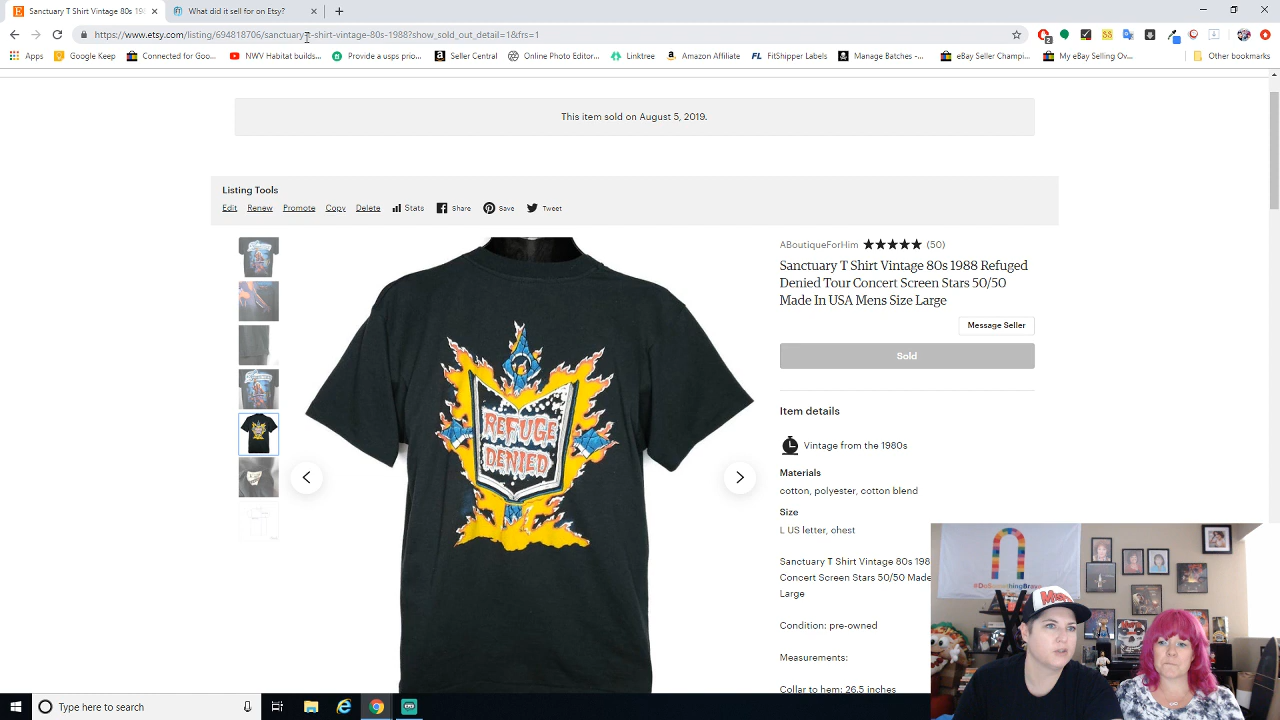 Sanctuary T Shirt Vintage 80s 198
What did it sell for on Etsy?
https://www.etsy.com/listing/694818706/sanctuary-t-shirt-vintage-80s-1988?show_sold_out_detail=1&frs=1
Apps
Google Keep
Connected for Goo...
NWV Habitat builds...
Divide a usps prio...
Online Photo Editor...
Linktree
Seller Central
Amazon Affiliate
FL FitShipper Labels
Manage Batches -...
eBay Seller Champi...
My eBay Selling Ov...
Other bookmarks
This item sold on August 5, 2019.
Listing Tools
Edit Renew Promote Copy Delete Stats Share Save Tweet
ABoutiqueForHim ★★★★★ (50)
Sanctuary T Shirt Vintage 80s 1988 Refuged
Denied Tour Concert Screen Stars 50/50
Made In USA Mens Size Large
Message Seller
Sold
Item details
Vintage from the 1980s
Materials
cotton, polyester, cotton blend
Size
L US letter, chest
Sanctuary T Shirt Vintage 80s 198
Concert Screen Stars 50/50 Made
Large
Condition: pre-owned
Measurements:
Collar to hem: 26.5 inches
REFUGE
DENIED
Type here to search